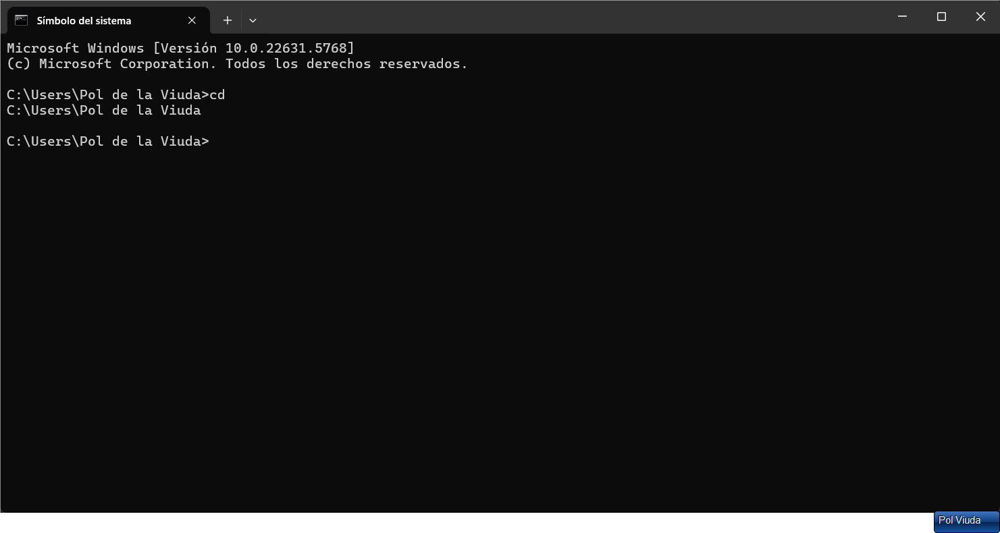 Símbolo del sistema
Microsoft Windows [Versión 10.0.22631.5768]
(c) Microsoft Corporation. Todos los derechos reservados.
C:\Users\Pol de la Viuda>cd
C:\Users\Pol de la Viuda
C:\Users\Pol de la Viuda>
Pol Viuda